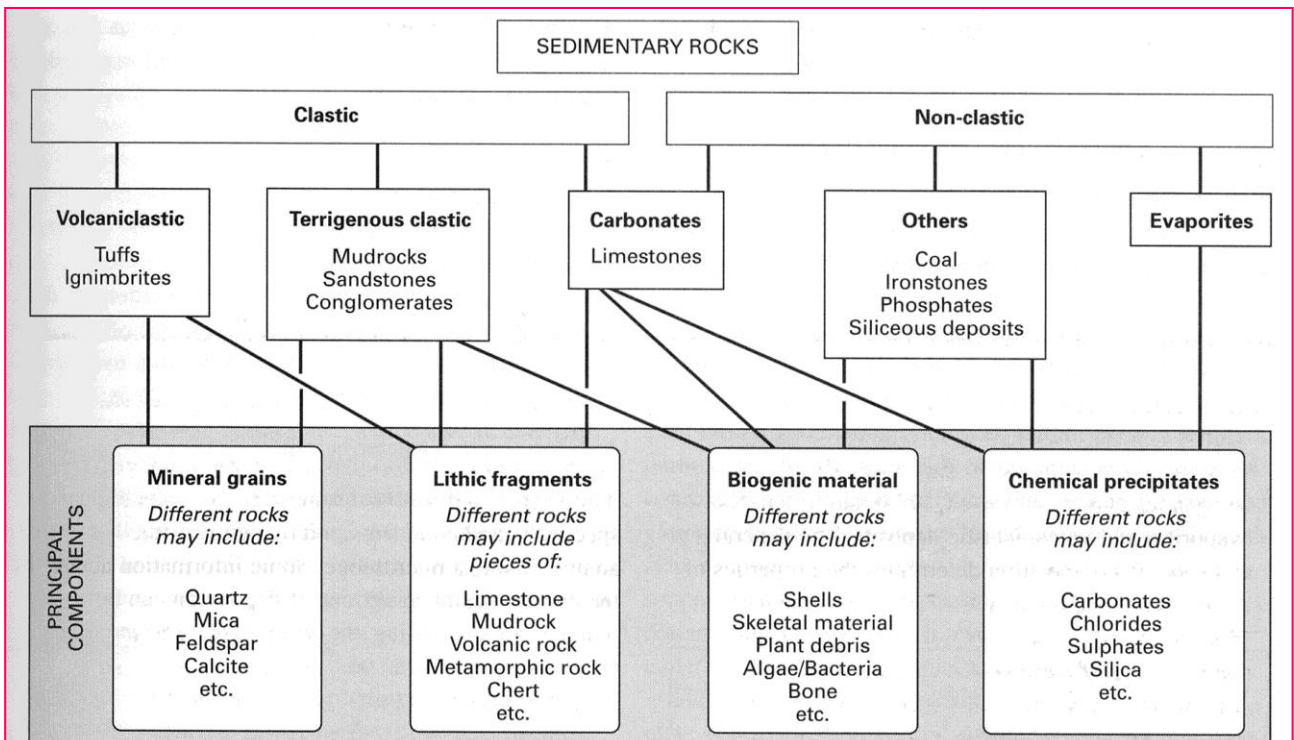 SEDIMENTARY ROCKS
Clastic
Non-clastic
Volcaniclastic
Tuffs
Ignimbrites
Terrigenous clastic
Mudrocks
Sandstones
Conglomerates
Carbonates
Limestones
Others
Coal
Ironstones
Phosphates
Siliceous deposits
Evaporites
PRINCIPAL
COMPONENTS
Mineral grains
Different rocks
may include:
Quartz
Mica
Feldspar
Calcite
etc.
Lithic fragments
Different rocks
may include
pieces of:
Limestone
Mudrock
Volcanic rock
Metamorphic rock
Chert
etc.
Biogenic material
Different rocks
may include:
Shells
Skeletal material
Plant debris
Algae/Bacteria
Bone
etc.
Chemical precipitates
Different rocks
may include:
Carbonates
Chlorides
Sulphates
Silica
etc.